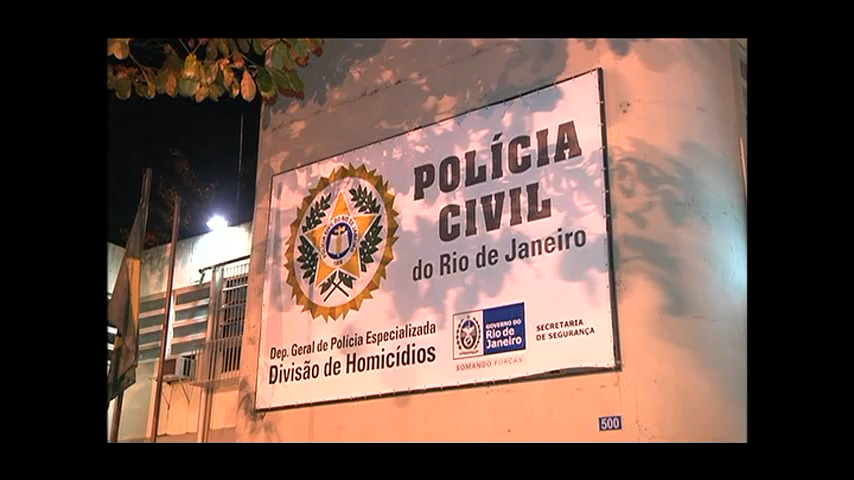 POLÍCIA
CIVIL
do Rio de Janeiro
Dep. Geral de Polícia Especializada
Divisão de Homicídios
GOVERNO DO
Rio de
Janeiro
SECRETARIA
DE SEGURANÇA
SOMANDO FORÇAS
500